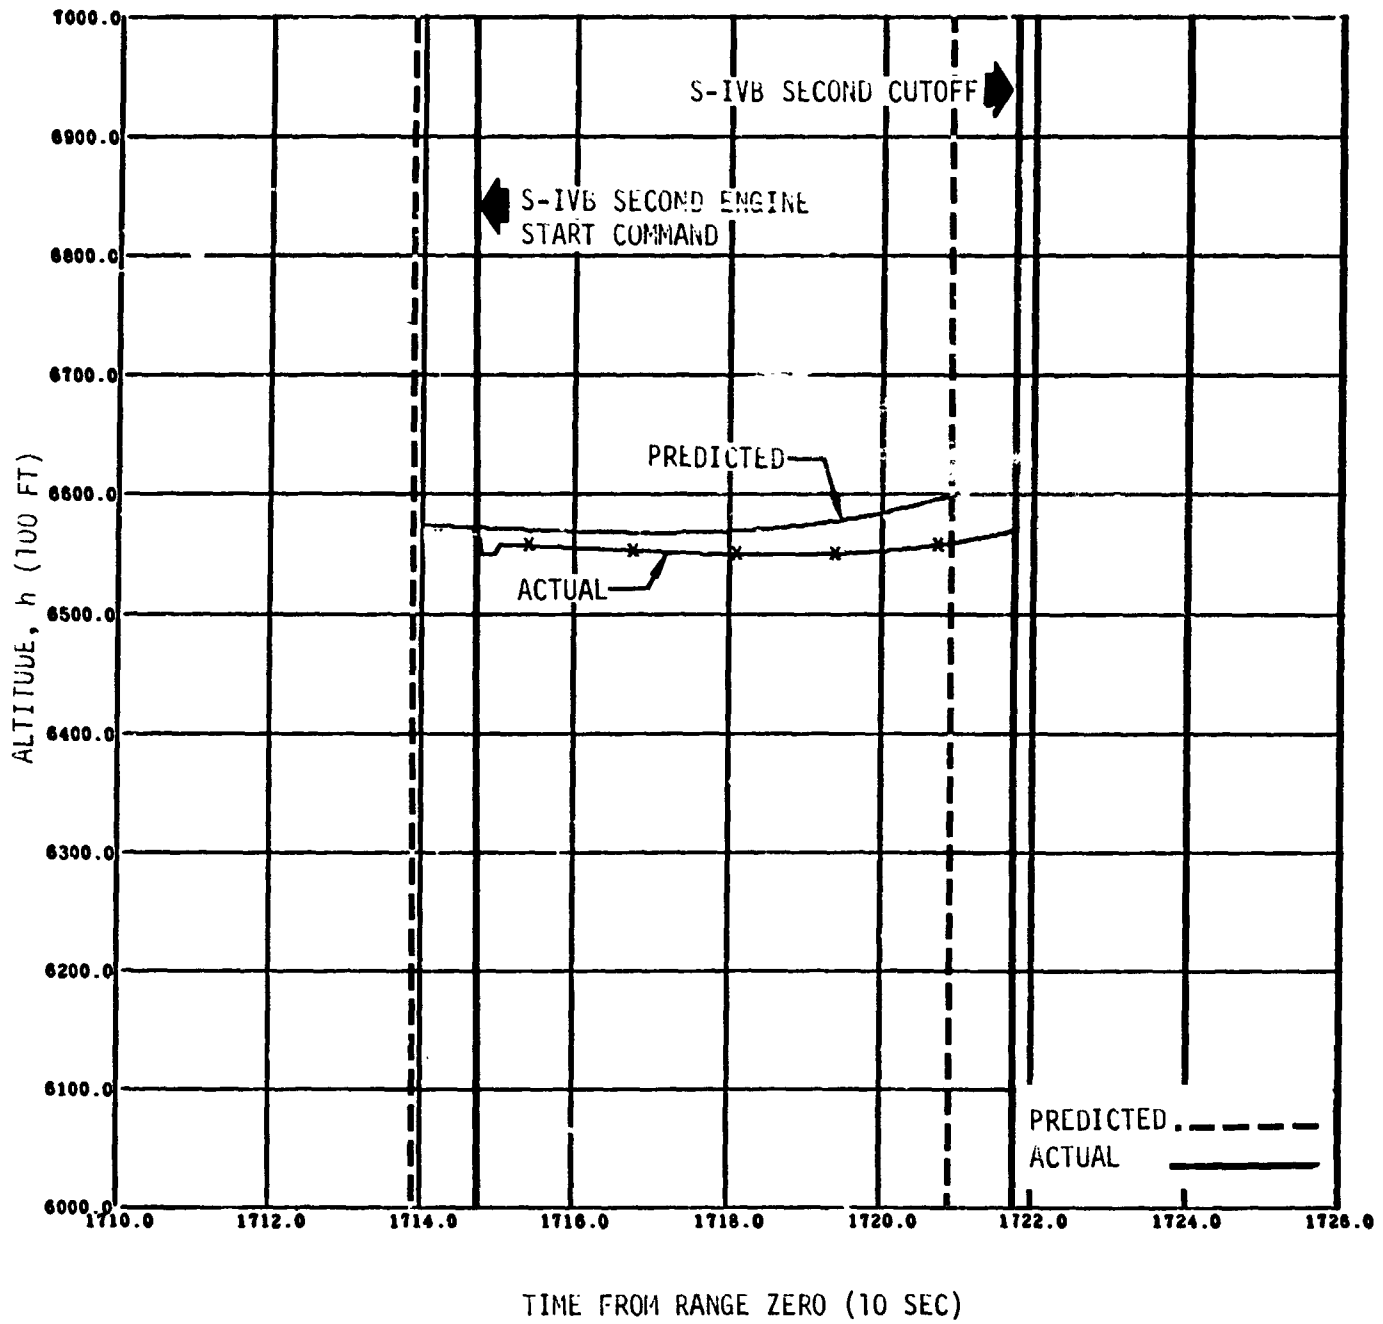 7000.0
S-IVB SECOND CUTOFF
6900.0
S-IVB SECOND ENGINE
START COMMAND
6800.0
6700.0
PREDICTED
6600.0
ACTUAL
6500.0
ALTITUDE, h (100 FT)
6400.0
6300.0
6200.0
6100.0
PREDICTED
ACTUAL
6000.0
1710.0 1712.0 1714.0 1716.0 1718.0 1720.0 1722.0 1724.0 1726.0
TIME FROM RANGE ZERO (10 SEC)